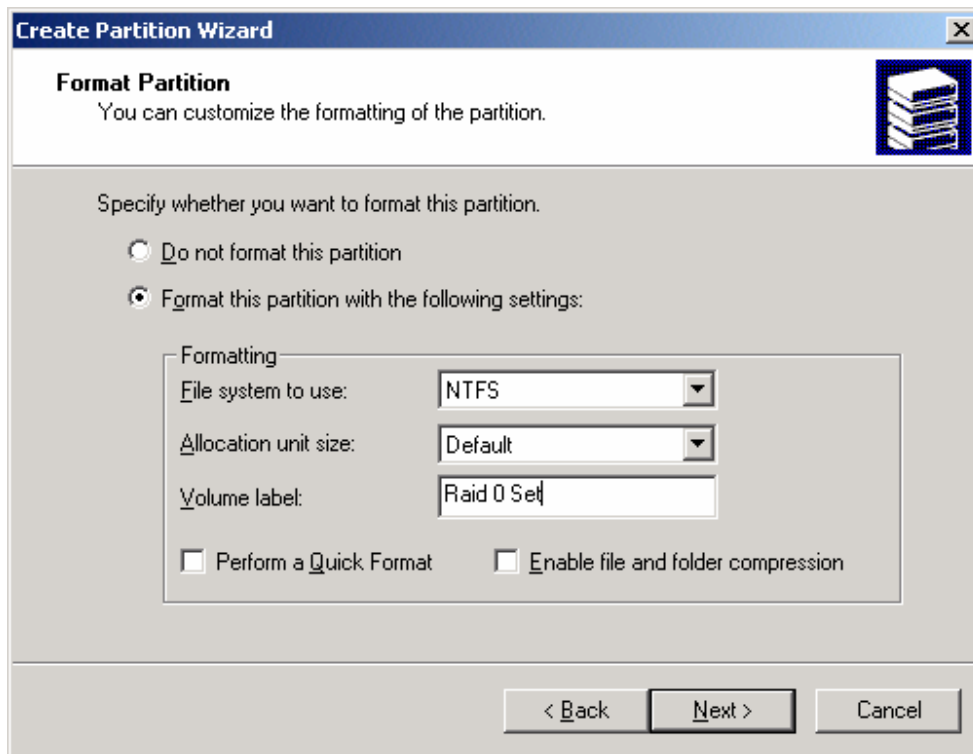 Create Partition Wizard
Format Partition
You can customize the formatting of the partition.
Specify whether you want to format this partition.
Do not format this partition
Format this partition with the following settings:
Formatting
File system to use: NTFS
Allocation unit size: Default
Volume label: Raid 0 Set
Perform a Quick Format Enable file and folder compression
< Back Next > Cancel